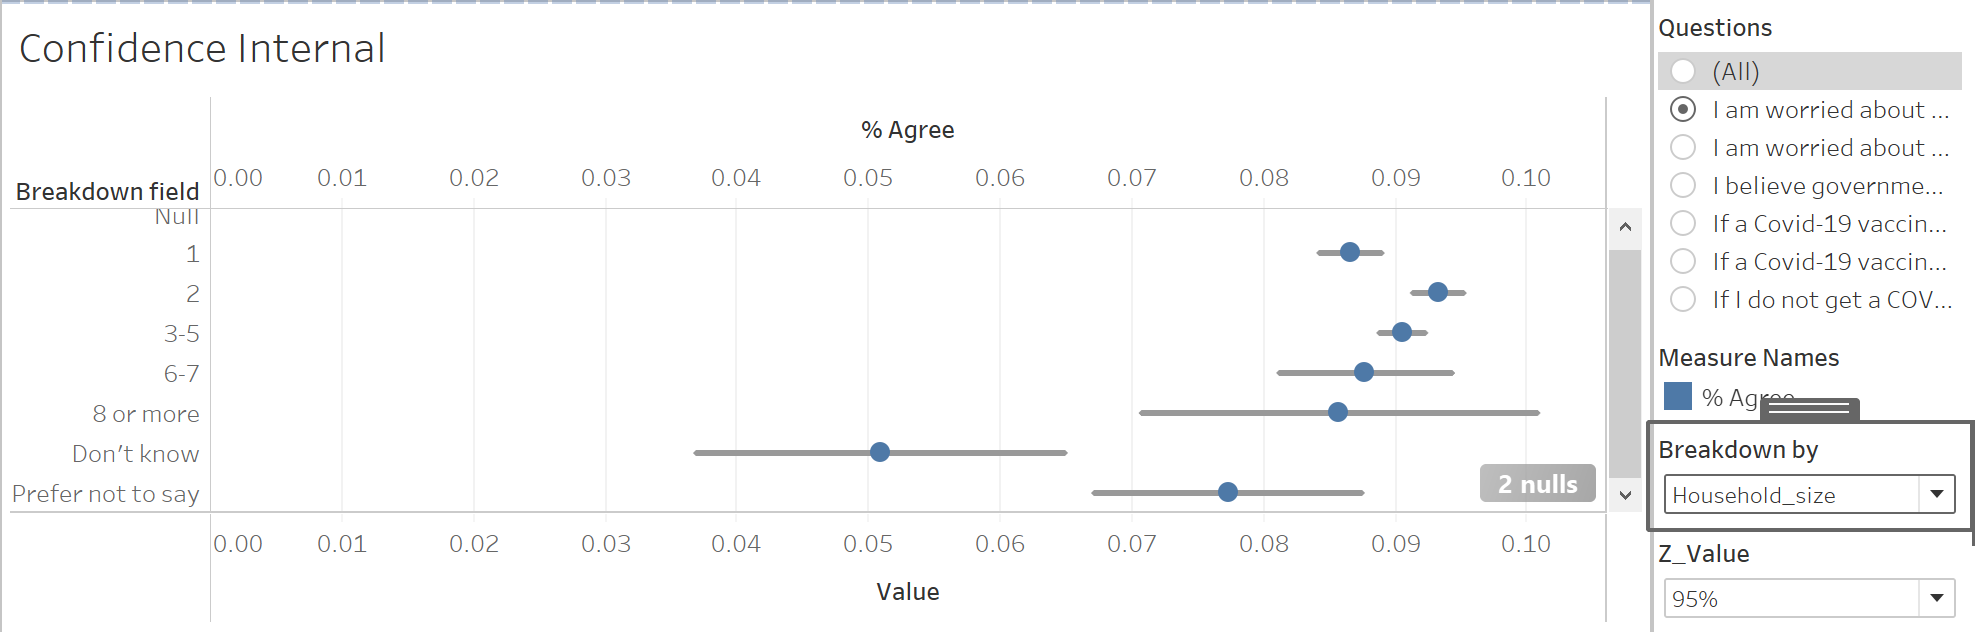 Confidence Internal
% Agree
Breakdown field
0.00 0.01 0.02 0.03 0.04 0.05 0.06 0.07 0.08 0.09 0.10
Null
1
2
3-5
6-7
8 or more
Don't know
Prefer not to say
2 nulls
0.00 0.01 0.02 0.03 0.04 0.05 0.06 0.07 0.08 0.09 0.10
Value
Questions
(All)
I am worried about ...
I am worried about ...
I believe governme...
If a Covid-19 vaccin...
If a Covid-19 vaccin...
If I do not get a COV...
Measure Names
% Agree
Breakdown by
Household_size
Z_Value
95%